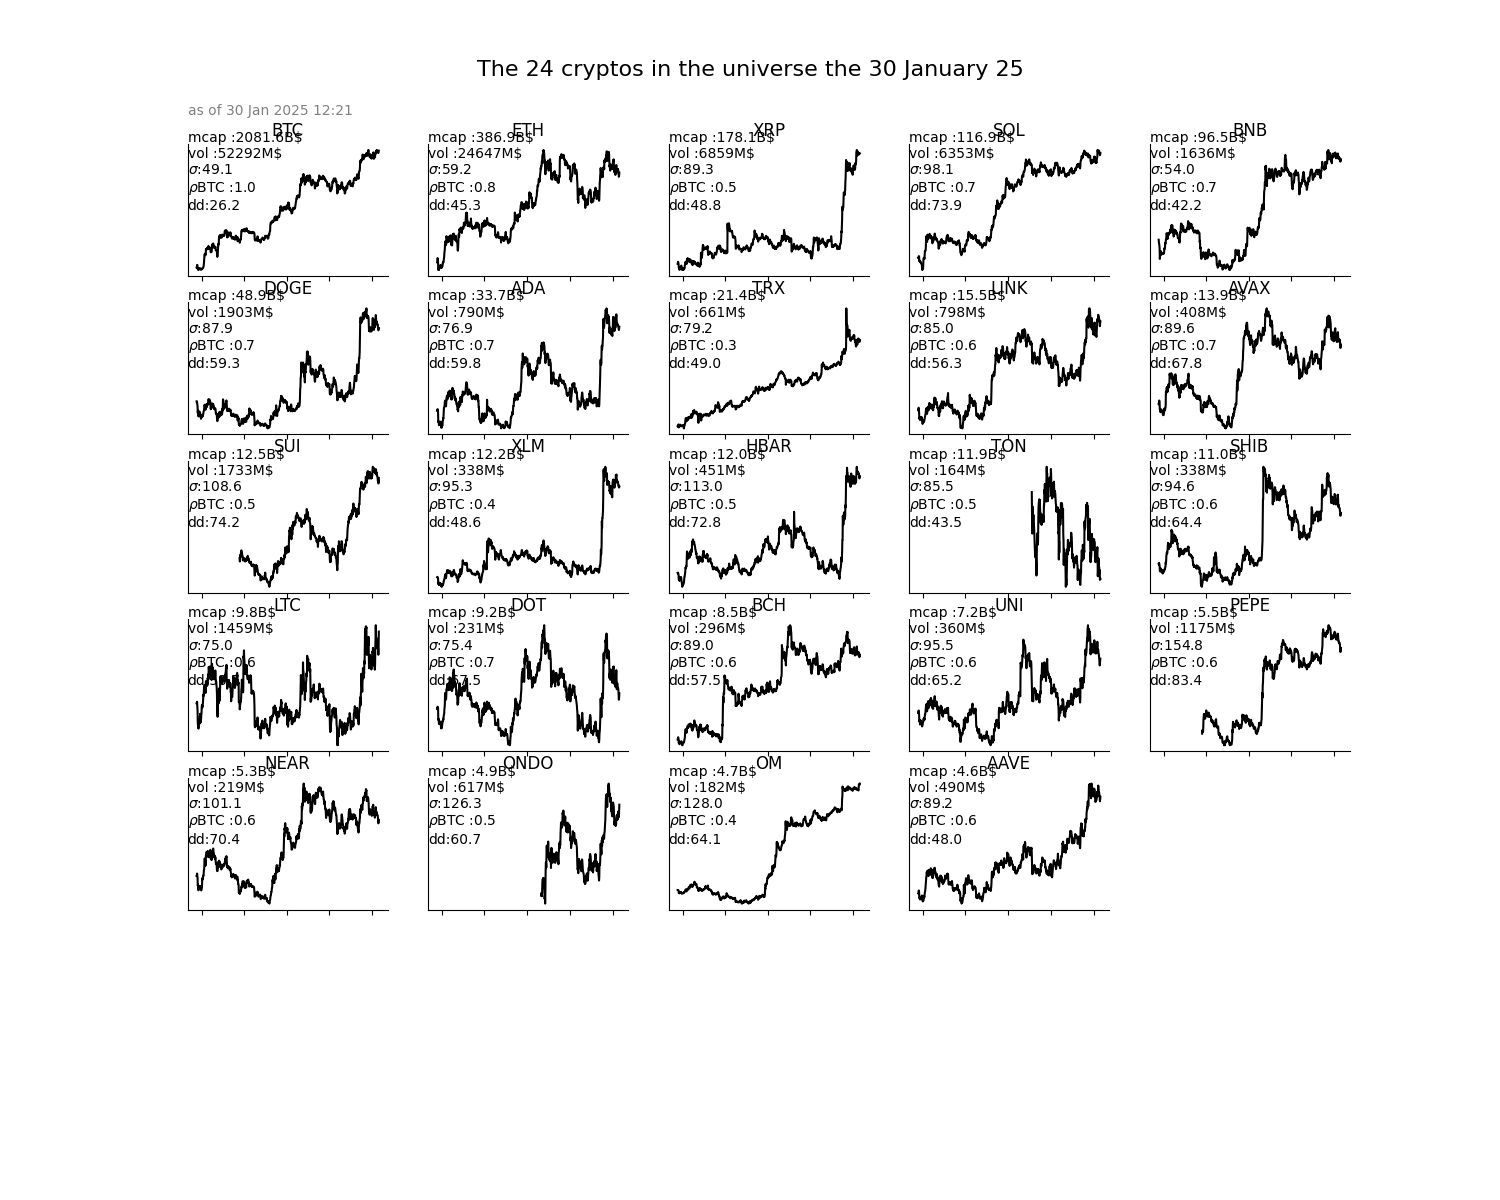 The 24 cryptos in the universe the 30 January 25
as of 30 Jan 2025 12:21
BTC
mcap :2081.6B$
vol :52292M$
σ:49.1
ρBTC :1.0
dd:26.2
ETH
mcap :386.9B$
vol :24647M$
σ:59.2
ρBTC :0.8
dd:45.3
XRP
mcap :178.1B$
vol :6859M$
σ:89.3
ρBTC :0.5
dd:48.8
SOL
mcap :116.9B$
vol :6353M$
σ:98.1
ρBTC :0.7
dd:73.9
BNB
mcap :96.5B$
vol :1636M$
σ:54.0
ρBTC :0.7
dd:42.2
DOGE
mcap :48.9B$
vol :1903M$
σ:87.9
ρBTC :0.7
dd:59.3
ADA
mcap :33.7B$
vol :790M$
σ:76.9
ρBTC :0.7
dd:59.8
TRX
mcap :21.4B$
vol :661M$
σ:79.2
ρBTC :0.3
dd:49.0
LINK
mcap :15.5B$
vol :798M$
σ:85.0
ρBTC :0.6
dd:56.3
AVAX
mcap :13.9B$
vol :408M$
σ:89.6
ρBTC :0.7
dd:67.8
SUI
mcap :12.5B$
vol :1733M$
σ:108.6
ρBTC :0.5
dd:74.2
XLM
mcap :12.2B$
vol :338M$
σ:95.3
ρBTC :0.4
dd:48.6
HBAR
mcap :12.0B$
vol :451M$
σ:113.0
ρBTC :0.5
dd:72.8
TON
mcap :11.9B$
vol :164M$
σ:85.5
ρBTC :0.5
dd:43.5
SHIB
mcap :11.0B$
vol :338M$
σ:94.6
ρBTC :0.6
dd:64.4
LTC
mcap :9.8B$
vol :1459M$
σ:75.0
ρBTC :0.6
DOT
mcap :9.2B$
vol :231M$
σ:75.4
ρBTC :0.7
dd:57.5
BCH
mcap :8.5B$
vol :296M$
σ:89.0
ρBTC :0.6
dd:57.5
UNI
mcap :7.2B$
vol :360M$
σ:95.5
ρBTC :0.6
dd:65.2
PEPE
mcap :5.5B$
vol :1175M$
σ:154.8
ρBTC :0.6
dd:83.4
NEAR
mcap :5.3B$
vol :219M$
σ:101.1
ρBTC :0.6
dd:70.4
ONDO
mcap :4.9B$
vol :617M$
σ:126.3
ρBTC :0.5
dd:60.7
OM
mcap :4.7B$
vol :182M$
σ:128.0
ρBTC :0.4
dd:64.1
AAVE
mcap :4.6B$
vol :490M$
σ:89.2
ρBTC :0.6
dd:48.0